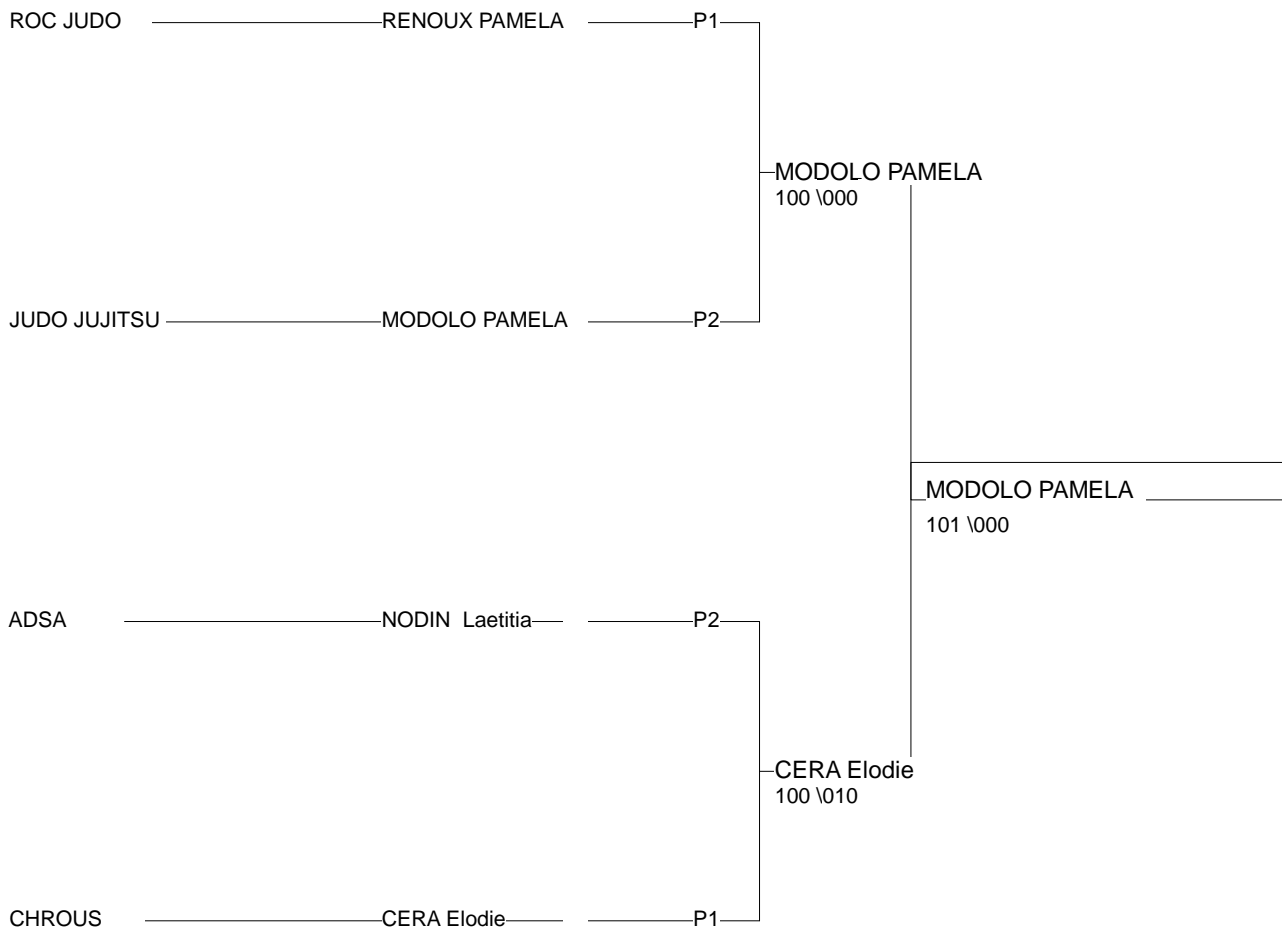 ROC JUDO RENOUX PAMELA P1
MODOLO PAMELA
100 \000
JUDO JUJITSU MODOLO PAMELA P2
MODOLO PAMELA
101 \000
ADSA NODIN Laetitia P2
CERA Elodie
100 \010
CHROUS CERA Elodie P1